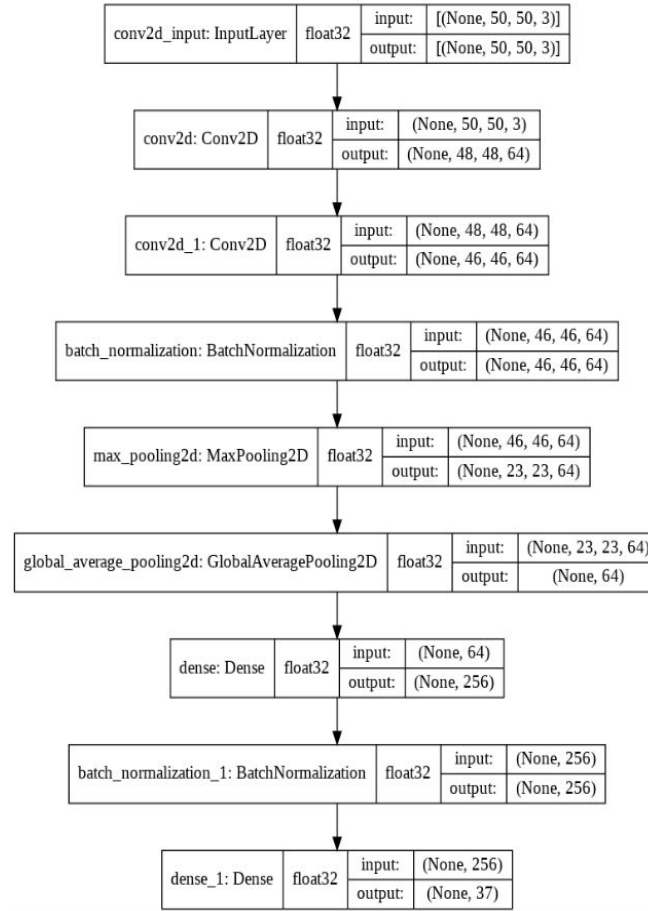 conv2d_input: InputLayer float32 input: [(None, 50, 50, 3)]
output: [(None, 50, 50, 3)]
conv2d: Conv2D float32 input: (None, 50, 50, 3)
output: (None, 48, 48, 64)
conv2d_1: Conv2D float32 input: (None, 48, 48, 64)
output: (None, 46, 46, 64)
batch_normalization: BatchNormalization float32 input: (None, 46, 46, 64)
output: (None, 46, 46, 64)
max_pooling2d: MaxPooling2D float32 input: (None, 46, 46, 64)
output: (None, 23, 23, 64)
global_average_pooling2d: GlobalAveragePooling2D float32 input: (None, 23, 23, 64)
output: (None, 64)
dense: Dense float32 input: (None, 64)
output: (None, 256)
batch_normalization_1: BatchNormalization float32 input: (None, 256)
output: (None, 256)
dense_1: Dense float32 input: (None, 256)
output: (None, 37)